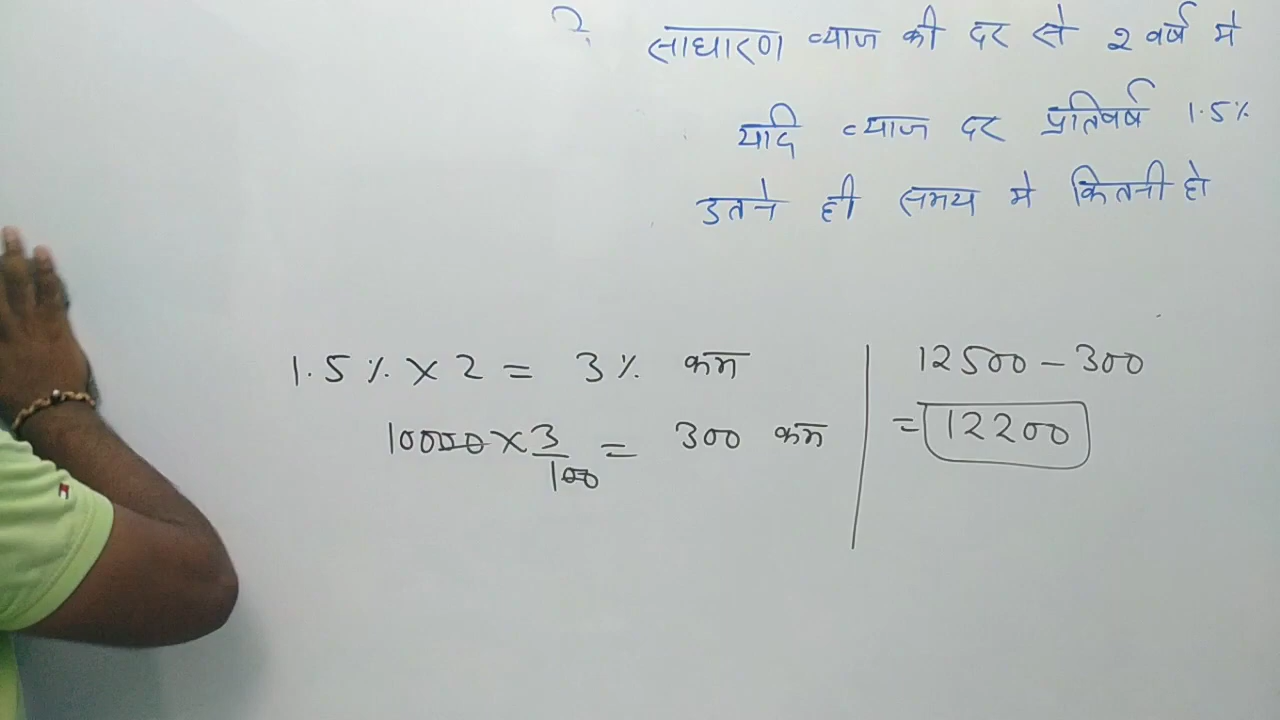 ? साधारण ब्याज की दर से 2 वर्ष मे
यदि ब्याज दर प्रतिवर्ष 1.5%
उतने ही समय मे कितनी हो
1.5% × 2 = 3% कम
10000 × 3/100 = 300 कम
12500 - 300
= 12200